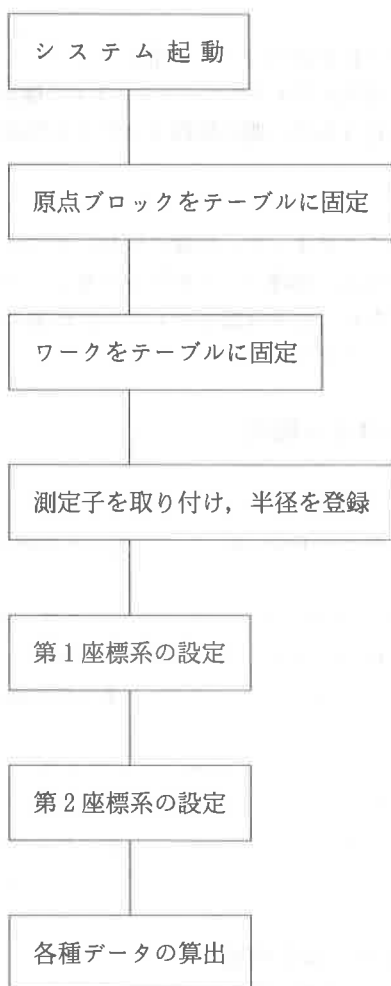 システム起動
原点ブロックをテーブルに固定
ワークをテーブルに固定
測定子を取り付け，半径を登録
第1座標系の設定
第2座標系の設定
各種データの算出